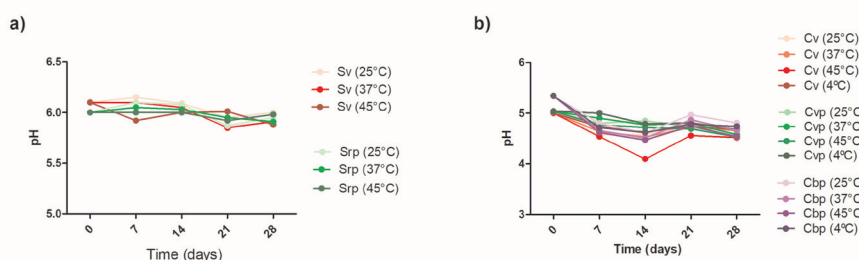 a)
6.5
6.0
5.5
5.0
pH
0
7
14
21
28
Time (days)
Sv (25°C)
Sv (37°C)
Sv (45°C)
Srp (25°C)
Srp (37°C)
Srp (45°C)
b)
6
5
4
3
pH
0
7
14
21
28
Time (days)
Cv (25°C)
Cv (37°C)
Cv (45°C)
Cv (4ºC)
Cvp (25°C
Cvp (37°C
Cvp (45°C
Cvp (4ºC)
Cbp (25°C
Cbp (37°C
Cbp (45°C
Cbp (4ºC)